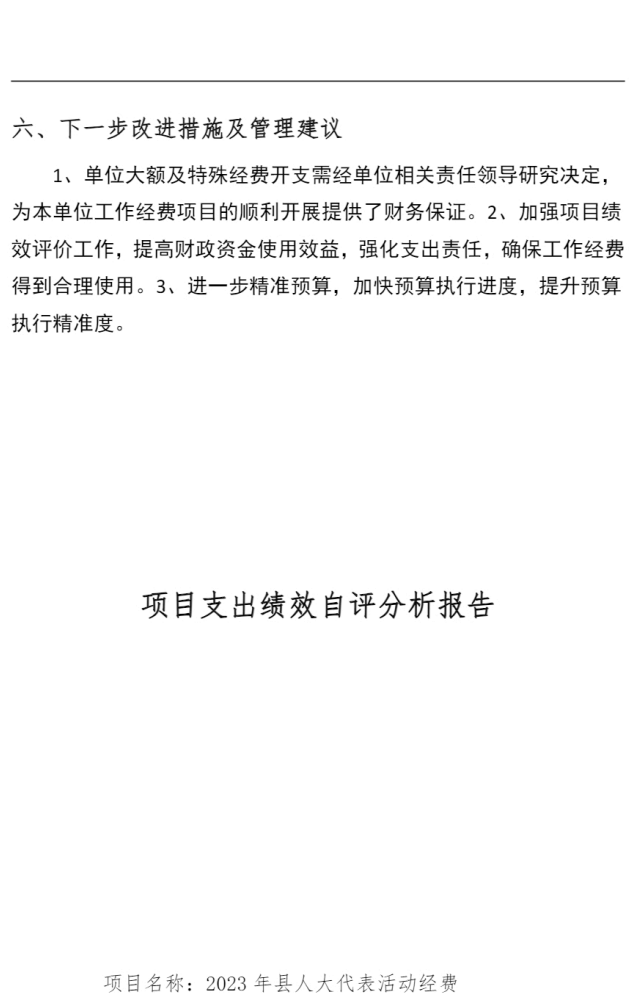 六、下一步改进措施及管理建议
1、单位大额及特殊经费开支需经单位相关责任领导研究决定，
为本单位工作经费项目的顺利开展提供了财务保证。2、加强项目绩
效评价工作，提高财政资金使用效益，强化支出责任，确保工作经费
得到合理使用。3、进一步精准预算，加快预算执行进度，提升预算
执行精准度。
项目支出绩效自评分析报告
项目名称：2023 年县人大代表活动经费